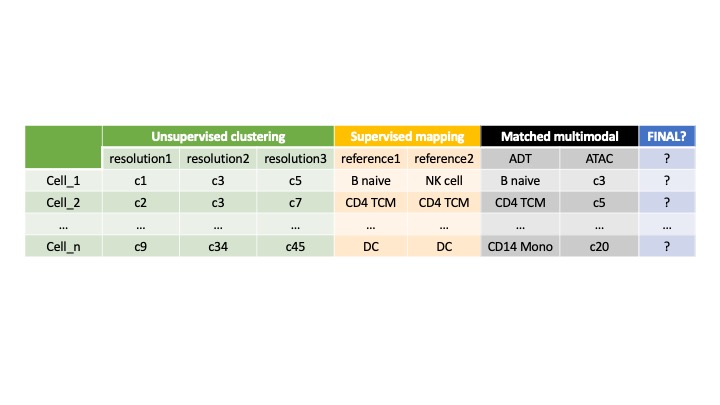 Unsupervised clustering Supervised mapping Matched multimodal FINAL?
resolution1 resolution2 resolution3 reference1 reference2 ADT ATAC ?
Cell_1 c1 c3 c5 B naive NK cell B naive c3 ?
Cell_2 c2 c3 c7 CD4 TCM CD4 TCM CD4 TCM c5 ?
... ... ... ... ... ... ... ... ...
Cell_n c9 c34 c45 DC DC CD14 Mono c20 ?